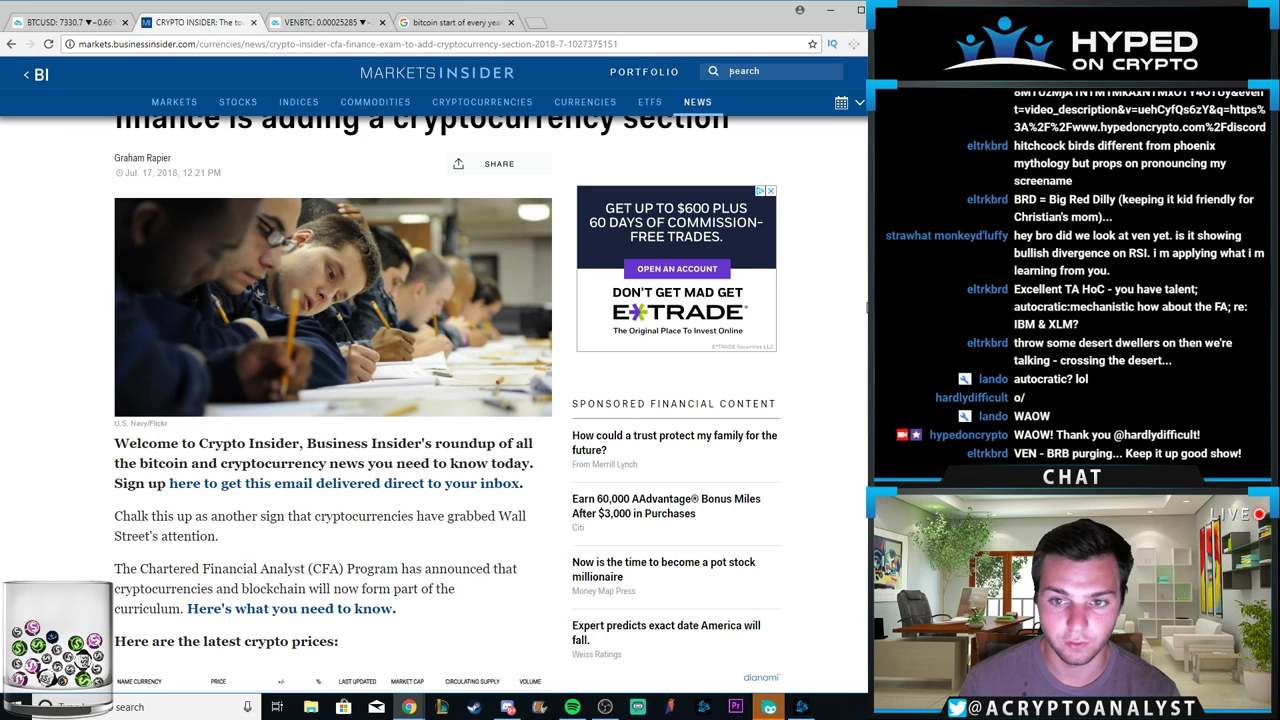 BTCUSD: 7330.7 ▼−0.66%
CRYPTO INSIDER: The to
VENBTC: 0.00025285 ▼−
bitcoin start of every yea
markets.businessinsider.com/currencies/news/crypto-insider-cfa-finance-exam-to-add-cryptocurrency-section-2018-7-1027375151
< BI
MARKETS INSIDER
PORTFOLIO
search
MARKETS STOCKS INDICES COMMODITIES CRYPTOCURRENCIES CURRENCIES ETFS NEWS
finance is adding a cryptocurrency section
Graham Rapier
Jul. 17, 2018, 12:21 PM
SHARE
U.S. Navy/Flickr
Welcome to Crypto Insider, Business Insider's roundup of all
the bitcoin and cryptocurrency news you need to know today.
Sign up here to get this email delivered direct to your inbox.
Chalk this up as another sign that cryptocurrencies have grabbed Wall
Street's attention.
The Chartered Financial Analyst (CFA) Program has announced that
cryptocurrencies and blockchain will now form part of the
curriculum. Here's what you need to know.
Here are the latest crypto prices:
NAME CURRENCY PRICE +/- % LAST UPDATED MARKET CAP CIRCULATING SUPPLY VOLUME
GET UP TO $600 PLUS
60 DAYS OF COMMISSION-
FREE TRADES.
OPEN AN ACCOUNT
DON'T GET MAD GET
E*TRADE
The Original Place To Invest Online
E*TRADE Securities LLC
SPONSORED FINANCIAL CONTENT
How could a trust protect my family for the
future?
From Merrill Lynch
Earn 60,000 AAdvantage® Bonus Miles
After $3,000 in Purchases
Citi
Now is the time to become a pot stock
millionaire
Money Map Press
Expert predicts exact date America will
fall.
Weiss Ratings
dianomi
search
HYPED
ON CRYPTO
t=video_description&v=uehCyfQs6zY&q=https%
3A%2F%2Fwww.hypedoncrypto.com%2Fdiscord
eltrkbrd hitchcock birds different from phoenix
mythology but props on pronouncing my
screename
eltrkbrd BRD = Big Red Dilly (keeping it kid friendly for
Christian's mom)...
strawhat monkeyd'luffy hey bro did we look at ven yet. is it showing
bullish divergence on RSI. i m applying what i m
learning from you.
eltrkbrd Excellent TA HoC - you have talent;
autocratic:mechanistic how about the FA; re:
IBM & XLM?
eltrkbrd throw some desert dwellers on then we're
talking - crossing the desert...
lando autocratic? lol
hardlydifficult o/
lando WAOW
hypedoncrypto WAOW! Thank you @hardlydifficult!
eltrkbrd VEN - BRB purging... Keep it up good show!
CHAT
LIVE
@ACRYPTOANALYST